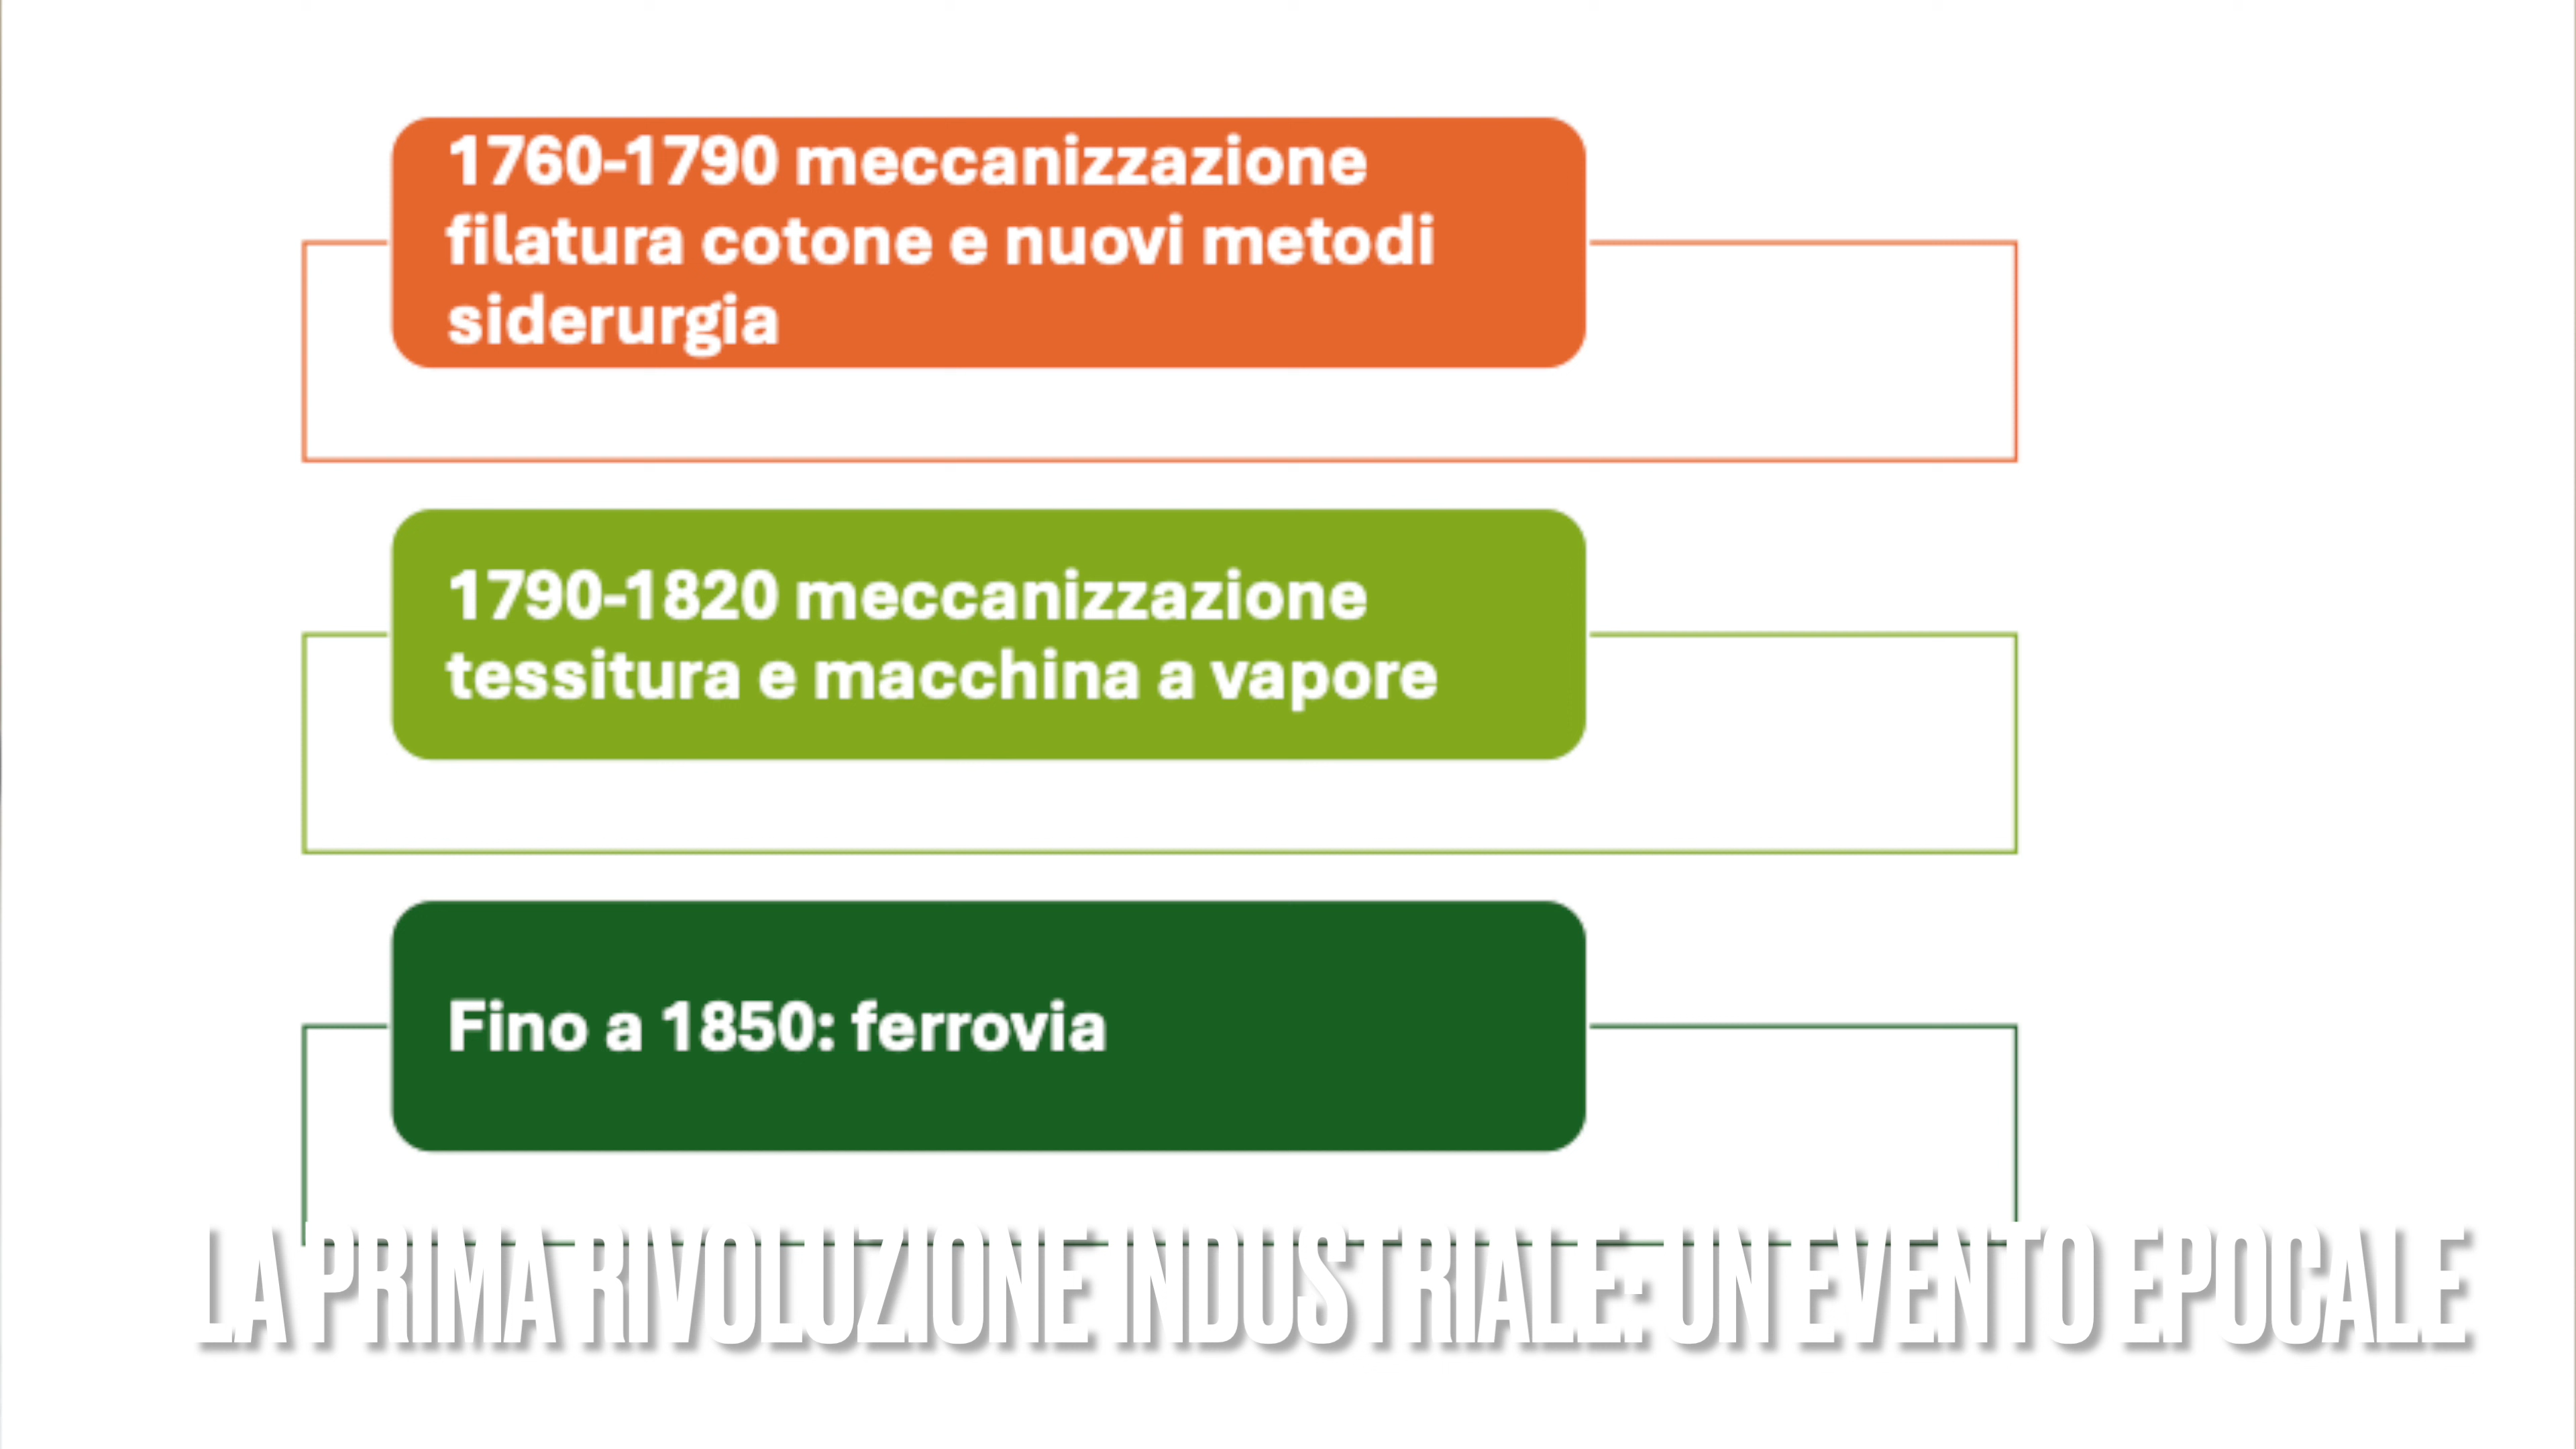 1760-1790 meccanizzazione
filatura cotone e nuovi metodi
siderurgia
1790-1820 meccanizzazione
tessitura e macchina a vapore
Fino a 1850: ferrovia
LA PRIMA RIVOLUZIONE INDUSTRIALE: UN EVENTO EPOCALE